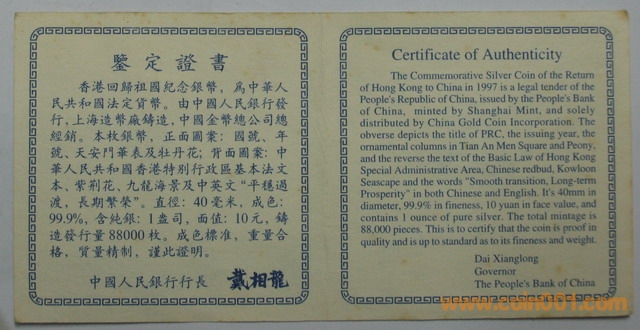 鑒定證書
香港回歸祖國紀念銀幣，為中華人
民共和國法定貨幣。由中國人民銀行發
行，上海造幣廠鑄造，中國金幣總公司總
經銷。本枚銀幣，正面圖案：國號、年
號、天安門華表及牡丹花；背面圖案：中
華人民共和國香港特別行政區基本法文
本、紫荊花、九龍海景及中英文“平穩過
渡，長期繁榮”。直徑：40毫米，成色：
99.9%，含純銀：1盎司，面值：10元，鑄
造發行量88000枚。成色標准，重量合
格，質量精制，謹此證明。
中國人民銀行行長 戴相龍
Certificate of Authenticity
The Commemorative Silver Coin of the Return
of Hong Kong to China in 1997 is a legal tender of the
People's Republic of China, issued by the People's Bank
of China, minted by Shanghai Mint, and solely
distributed by China Gold Coin Incorporation. The
obverse depicts the title of PRC, the issuing year, the
ornamental columns in Tian An Men Square and Peony,
and the reverse the text of the Basic Law of Hong Kong
Special Administrative Area, Chinese redbud, Kowloon
Seascape and the words "Smooth transition, Long-term
Prosperity" in both Chinese and English. It's 40mm in
diameter, 99.9% in fineness, 10 yuan in face value, and
contains 1 ounce of pure silver. The total mintage is
88,000 pieces. This is to certify that the coin is proof in
quality and is up to standard as to its fineness and weight.
Dai Xianglong
Governor
The People's Bank of China
www.coin001.com